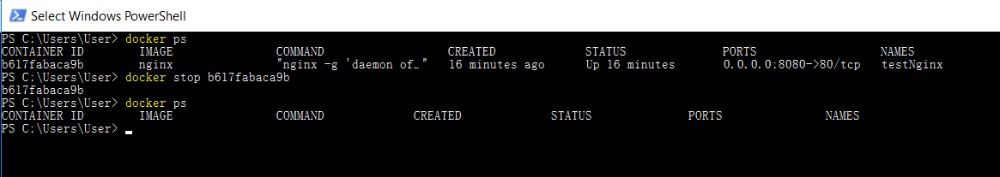 Select Windows PowerShell
PS C:\Users\User> docker ps
CONTAINER ID IMAGE COMMAND CREATED STATUS PORTS NAMES
b617fabaca9b nginx "nginx -g 'daemon of…" 16 minutes ago Up 16 minutes 0.0.0.0:8080->80/tcp testNginx
PS C:\Users\User> docker stop b617fabaca9b
b617fabaca9b
PS C:\Users\User> docker ps
CONTAINER ID IMAGE COMMAND CREATED STATUS PORTS NAMES
PS C:\Users\User>